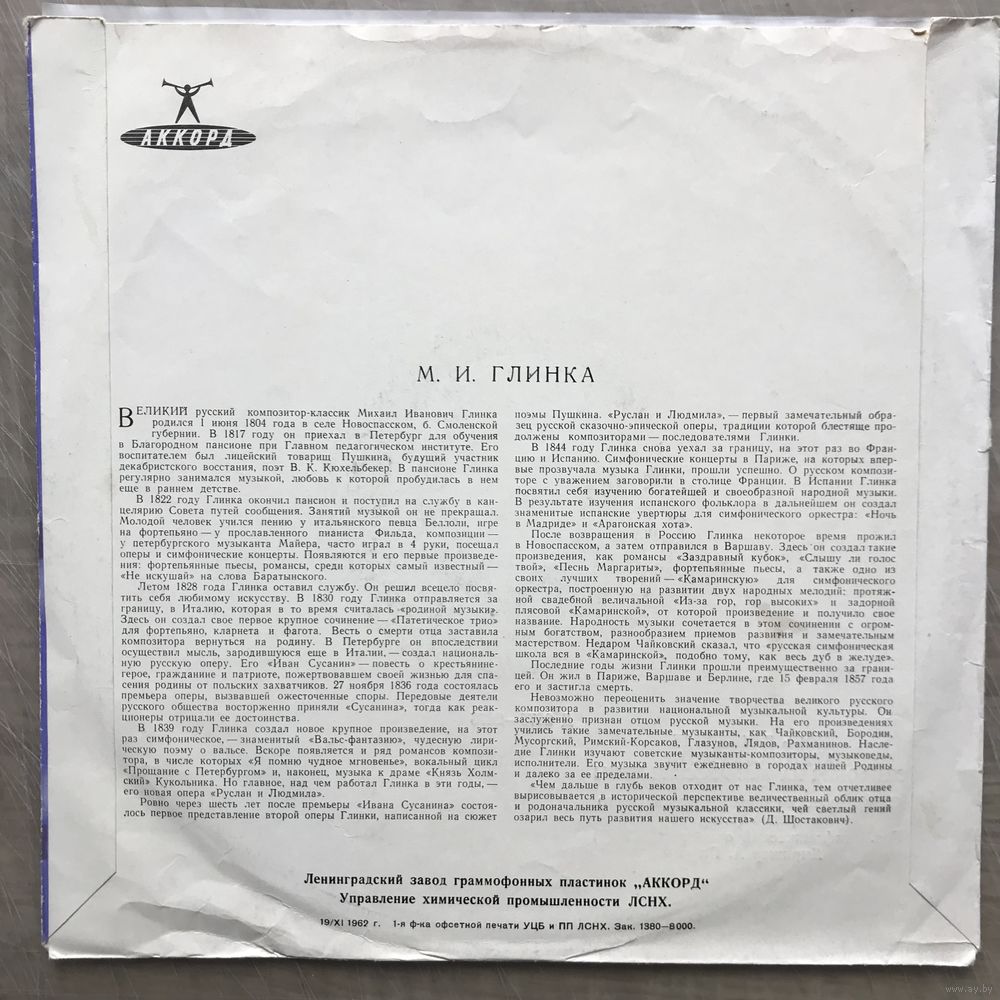 АККОРД
М. И. ГЛИНКА
ВЕЛИКИЙ русский композитор-классик Михаил Иванович Глинка
родился 1 июня 1804 года в селе Новоспасском, б. Смоленской
губернии. В 1817 году он приехал в Петербург для обучения
в Благородном пансионе при Главном педагогическом институте. Его
воспитателем был лицейский товарищ Пушкина, будущий участник
декабристского восстания, поэт В. К. Кюхельбекер. В пансионе Глинка
регулярно занимался музыкой, любовь к которой пробудилась в нем
еще в раннем детстве.
В 1822 году Глинка окончил пансион и поступил на службу в кан-
целярию Совета путей сообщения. Занятий музыкой он не прекращал.
Молодой человек учился пению у итальянского певца Беллоли, игре
на фортепьяно — у прославленного пианиста Фильда, композиции —
у петербургского музыканта Майера, часто играл в 4 руки, посещал
оперы и симфонические концерты. Появляются и его первые произведе-
ния: фортепьянные пьесы, романсы, среди которых самый известный —
«Не искушай» на слова Баратынского.
Летом 1828 года Глинка оставил службу. Он решил всецело посвя-
тить себя любимому искусству. В 1830 году Глинка отправляется за
границу, в Италию, которая в то время считалась «родиной музыки».
Здесь он создал свое первое крупное сочинение — «Патетическое трио»
для фортепьяно, кларнета и фагота. Весть о смерти отца заставила
композитора вернуться на родину. В Петербурге он впоследствии
осуществил мысль, зародившуюся еще в Италии, — создал националь-
ную русскую оперу. Его «Иван Сусанин» — повесть о крестьянине-
герое, гражданине и патриоте, пожертвовавшем своей жизнью для спа-
сения родины от польских захватчиков. 27 ноября 1836 года состоялась
премьера оперы, вызвавшей ожесточенные споры. Передовые деятели
русского общества восторженно приняли «Сусанина», тогда как реак-
ционеры отрицали ее достоинства.
В 1839 году Глинка создал новое крупное произведение, на этот
раз симфоническое, — знаменитый «Вальс-фантазию», чудесную лири-
ческую поэму о вальсе. Вскоре появляется и ряд романсов компози-
тора, в числе которых «Я помню чудное мгновенье», вокальный цикл
«Прощание с Петербургом» и, наконец, музыка к драме «Князь Холм-
ский» Кукольника. Но главное, над чем работал Глинка в эти годы, —
его новая опера «Руслан и Людмила».
Ровно через шесть лет после премьеры «Ивана Сусанина» состоя-
лось первое представление второй оперы Глинки, написанной на сюжет
поэмы Пушкина. «Руслан и Людмила», — первый замечательный обра-
зец русской сказочно-эпической оперы, традиции которой блестяще про-
должены композиторами — последователями Глинки.
В 1844 году Глинка снова уехал за границу, на этот раз во Фран-
цию и Испанию. Симфонические концерты в Париже, на которых впер-
вые прозвучала музыка Глинки, прошли успешно. О русском компози-
торе с уважением заговорили в столице Франции. В Испании Глинка
посвятил себя изучению богатейшей и своеобразной народной музыки.
В результате изучения испанского фольклора в дальнейшем он создал
знаменитые испанские увертюры для симфонического оркестра: «Ночь
в Мадриде» и «Арагонская хота».
После возвращения в Россию Глинка некоторое время прожил
в Новоспасском, а затем отправился в Варшаву. Здесь он создал такие
произведения, как романсы «Заздравный кубок», «Слышу ли голос
твой», «Песнь Маргариты», фортепьянные пьесы, а также одно из
своих лучших творений — «Камаринскую» для симфонического
оркестра, построенную на развитии двух народных мелодий: протяж-
ной свадебной величальной «Из-за гор, гор высоких» и задорной
плясовой «Камаринской», от которой произведение и получило свое
название. Народность музыки сочетается в этом сочинении с огром-
ным богатством, разнообразием приемов развития и замечательным
мастерством. Недаром Чайковский сказал, что «русская симфоническая
школа вся в «Камаринской», подобно тому, как весь дуб в желуде».
Последние годы жизни Глинки прошли преимущественно за грани-
цей. Он жил в Париже, Варшаве и Берлине, где 15 февраля 1857 года
его и застигла смерть.
Невозможно переоценить значение творчества великого русского
композитора в развитии национальной музыкальной культуры. Он
заслуженно признан отцом русской музыки. На его произведениях
учились такие замечательные музыканты, как Чайковский, Бородин,
Мусоргский, Римский-Корсаков, Глазунов, Лядов, Рахманинов. Насле-
дие Глинки изучают советские музыканты-композиторы, музыковеды,
исполнители. Его музыка звучит ежедневно в городах нашей Родины
и далеко за ее пределами.
«Чем дальше в глубь веков отходит от нас Глинка, тем отчетливее
вырисовывается в исторической перспективе величественный облик отца
и родоначальника русской музыкальной классики, чей светлый гений
озарил весь путь развития нашего искусства» (Д. Шостакович).
Ленинградский завод граммофонных пластинок „АККОРД“
Управление химической промышленности ЛСНХ.
19/XI 1962 г. 1-я ф-ка офсетной печати УЦБ и ПП ЛСНХ. Зак. 1380—8000.
www.ay.by